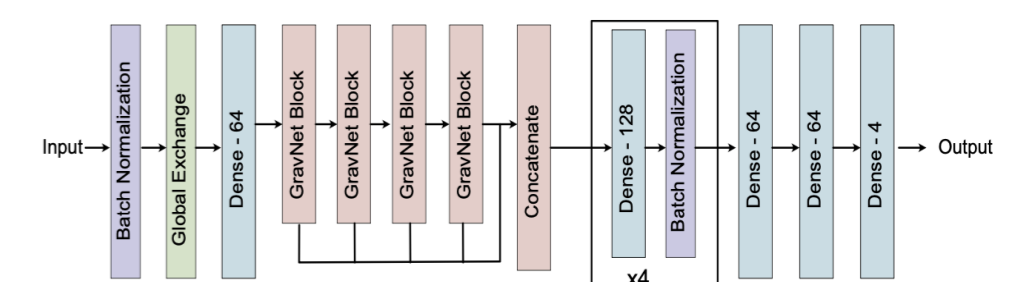 Input
Batch Normalization
Global Exchange
Dense - 64
GravNet Block
GravNet Block
GravNet Block
GravNet Block
Concatenate
Dense - 128
Batch Normalization
x4
Dense - 64
Dense - 64
Dense - 4
Output